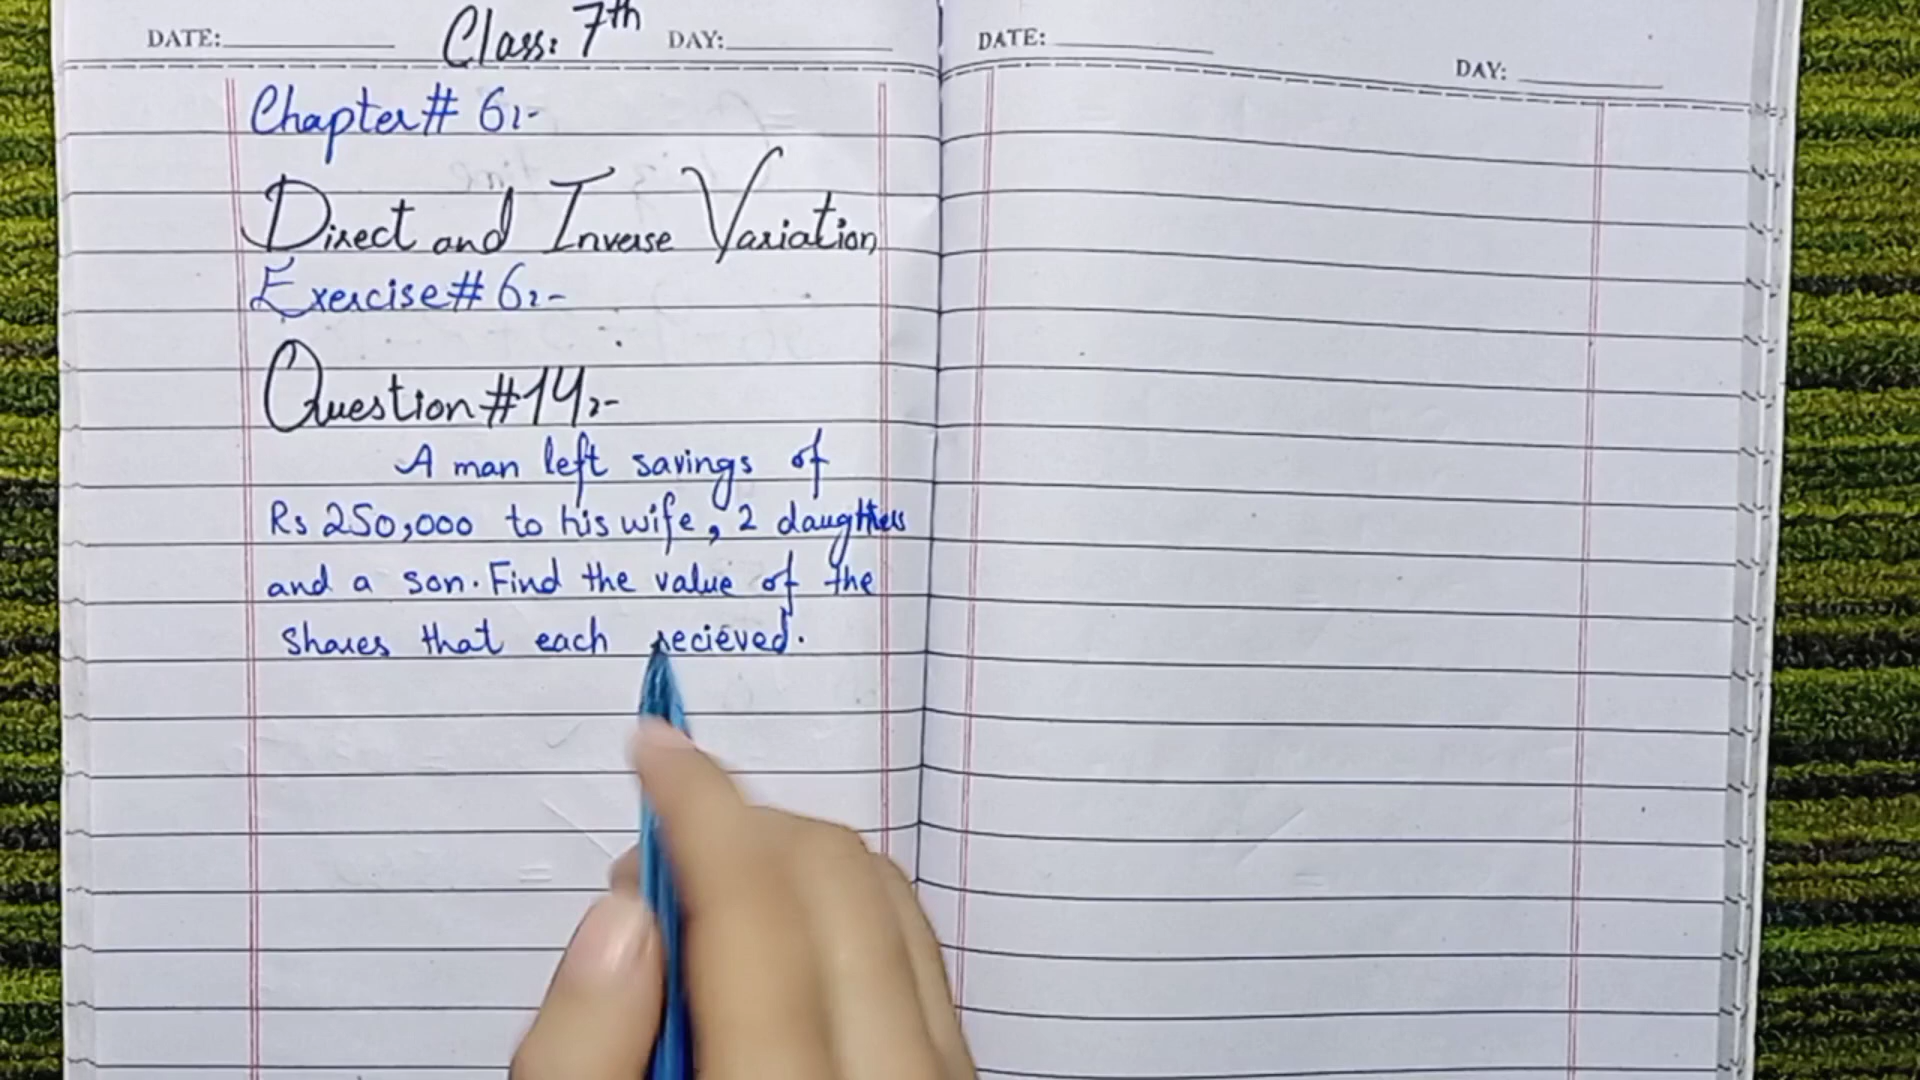 DATE: Class: 7th DAY:
Chapter# 6:-
Direct and Inverse Variation
Exercise# 6:-
Question #14:-
A man left savings of
Rs 250,000 to his wife, 2 daughters
and a son. Find the value of the
shares that each recieved.
DATE:
DAY: